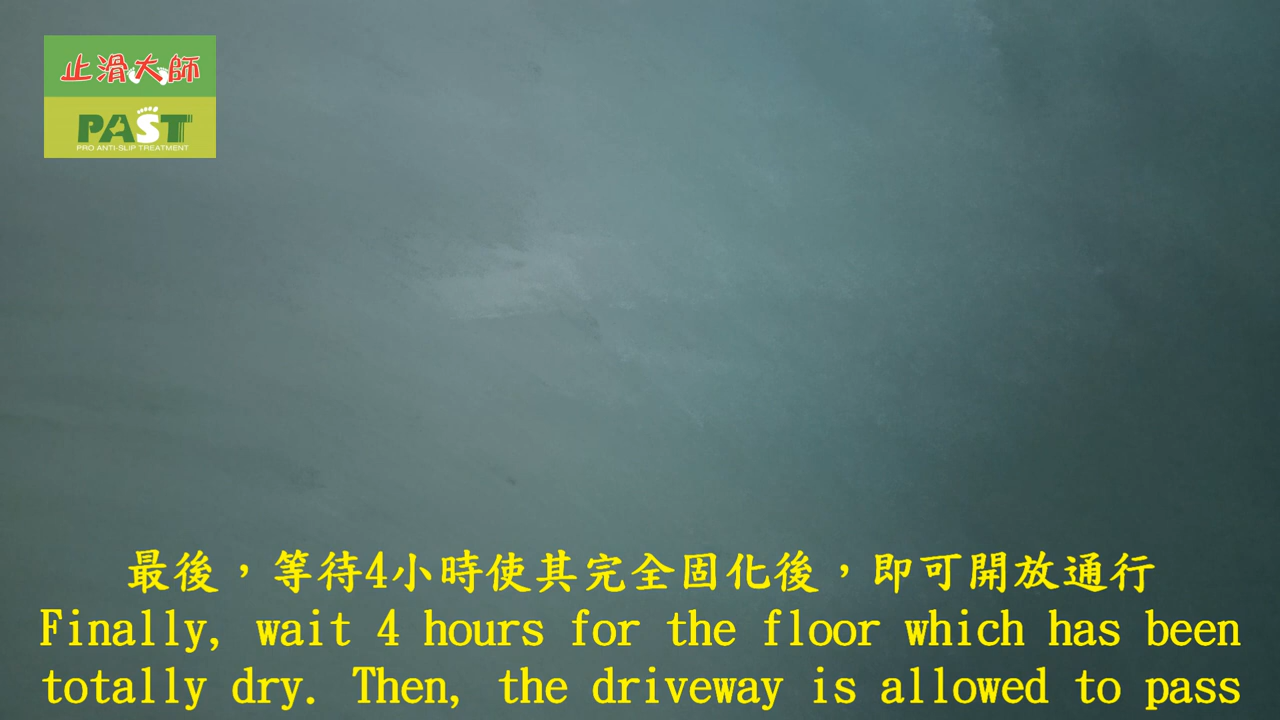 止滑大師
PAST
PRO ANTI-SLIP TREATMENT
最後，等待4小時使其完全固化後，即可開放通行
Finally, wait 4 hours for the floor which has been
totally dry. Then, the driveway is allowed to pass